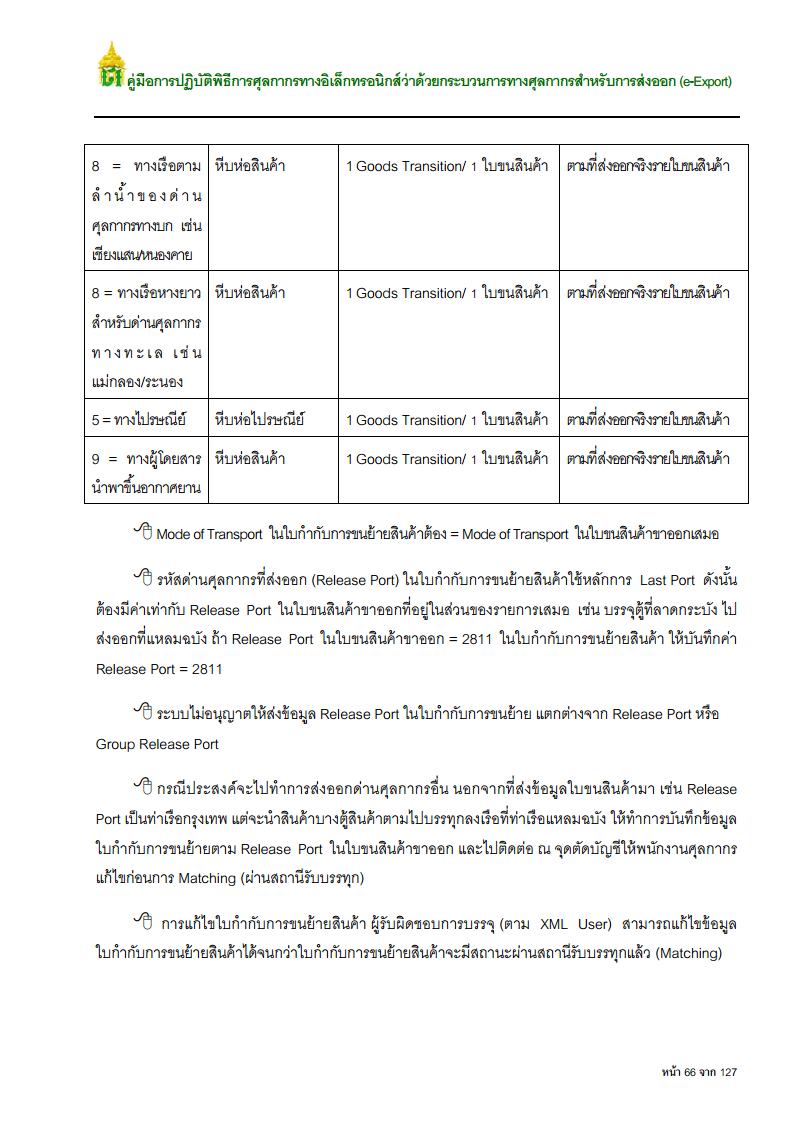 คู่มือการปฏิบัติพิธีการศุลกากรทางอิเล็กทรอนิกส์ว่าด้วยกระบวนการทางศุลกากรสำหรับการส่งออก (e-Export)
8 = ทางเรือตาม หีบห่อสินค้า 1 Goods Transition/ 1 ใบขนสินค้า ตามที่ส่งออกจริงรายใบขนสินค้า
ลำน้ำของด่าน
ศุลกากรทางบก เช่น
เชียงแสน/หนองคาย
8 = ทางเรือหางยาว หีบห่อสินค้า 1 Goods Transition/ 1 ใบขนสินค้า ตามที่ส่งออกจริงรายใบขนสินค้า
สำหรับด่านศุลกากร
ทางทะเล เช่น
แม่กลอง/ระนอง
5 = ทางไปรษณีย์ หีบห่อไปรษณีย์ 1 Goods Transition/ 1 ใบขนสินค้า ตามที่ส่งออกจริงรายใบขนสินค้า
9 = ทางผู้โดยสาร หีบห่อสินค้า 1 Goods Transition/ 1 ใบขนสินค้า ตามที่ส่งออกจริงรายใบขนสินค้า
นำพาขึ้นอากาศยาน
Mode of Transport ในใบกำกับการขนย้ายสินค้าต้อง = Mode of Transport ในใบขนสินค้าขาออกเสมอ
รหัสด่านศุลกากรที่ส่งออก (Release Port) ในใบกำกับการขนย้ายสินค้าใช้หลักการ Last Port ดังนั้น
ต้องมีค่าเท่ากับ Release Port ในใบขนสินค้าขาออกที่อยู่ในส่วนของรายการเสมอ เช่น บรรจุตู้ที่ลาดกระบัง ไป
ส่งออกที่แหลมฉบัง ถ้า Release Port ในใบขนสินค้าขาออก = 2811 ในใบกำกับการขนย้ายสินค้า ให้บันทึกค่า
Release Port = 2811
ระบบไม่อนุญาตให้ส่งข้อมูล Release Port ในใบกำกับการขนย้าย แตกต่างจาก Release Port หรือ
Group Release Port
กรณีประสงค์จะไปทำการส่งออกด่านศุลกากรอื่น นอกจากที่ส่งข้อมูลใบขนสินค้ามา เช่น Release
Port เป็นท่าเรือกรุงเทพ แต่จะนำสินค้าบางตู้สินค้าตามไปบรรทุกลงเรือที่ท่าเรือแหลมฉบัง ให้ทำการบันทึกข้อมูล
ใบกำกับการขนย้ายตาม Release Port ในใบขนสินค้าขาออก และไปติดต่อ ณ จุดตัดบัญชีให้พนักงานศุลกากร
แก้ไขก่อนการ Matching (ผ่านสถานีรับบรรทุก)
การแก้ไขใบกำกับการขนย้ายสินค้า ผู้รับผิดชอบการบรรจุ (ตาม XML User) สามารถแก้ไขข้อมูล
ใบกำกับการขนย้ายสินค้าได้จนกว่าใบกำกับการขนย้ายสินค้าจะมีสถานะผ่านสถานีรับบรรทุกแล้ว (Matching)
หน้า 66 จาก 127